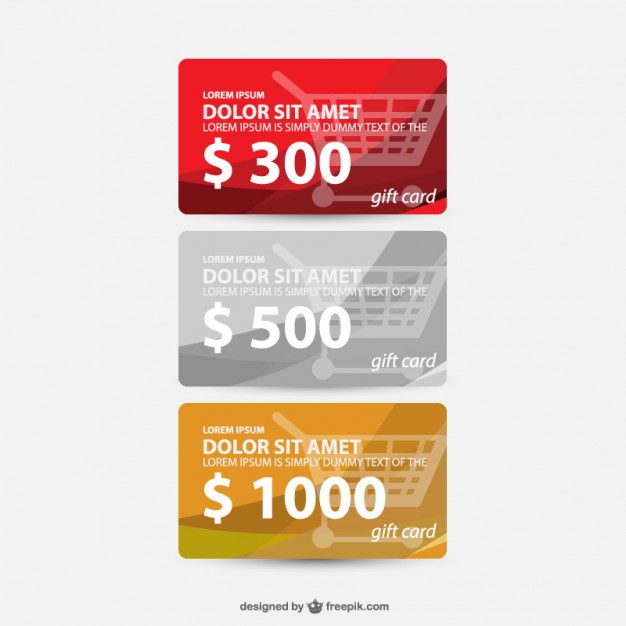 LOREM IPSUM
DOLOR SIT AMET
LOREM IPSUM IS SIMPLY DUMMY TEXT OF THE
$ 300
gift card
LOREM IPSUM
DOLOR SIT AMET
LOREM IPSUM IS SIMPLY DUMMY TEXT OF THE
$ 500
gift card
LOREM IPSUM
DOLOR SIT AMET
LOREM IPSUM IS SIMPLY DUMMY TEXT OF THE
$ 1000
gift card
designed by freepik.com